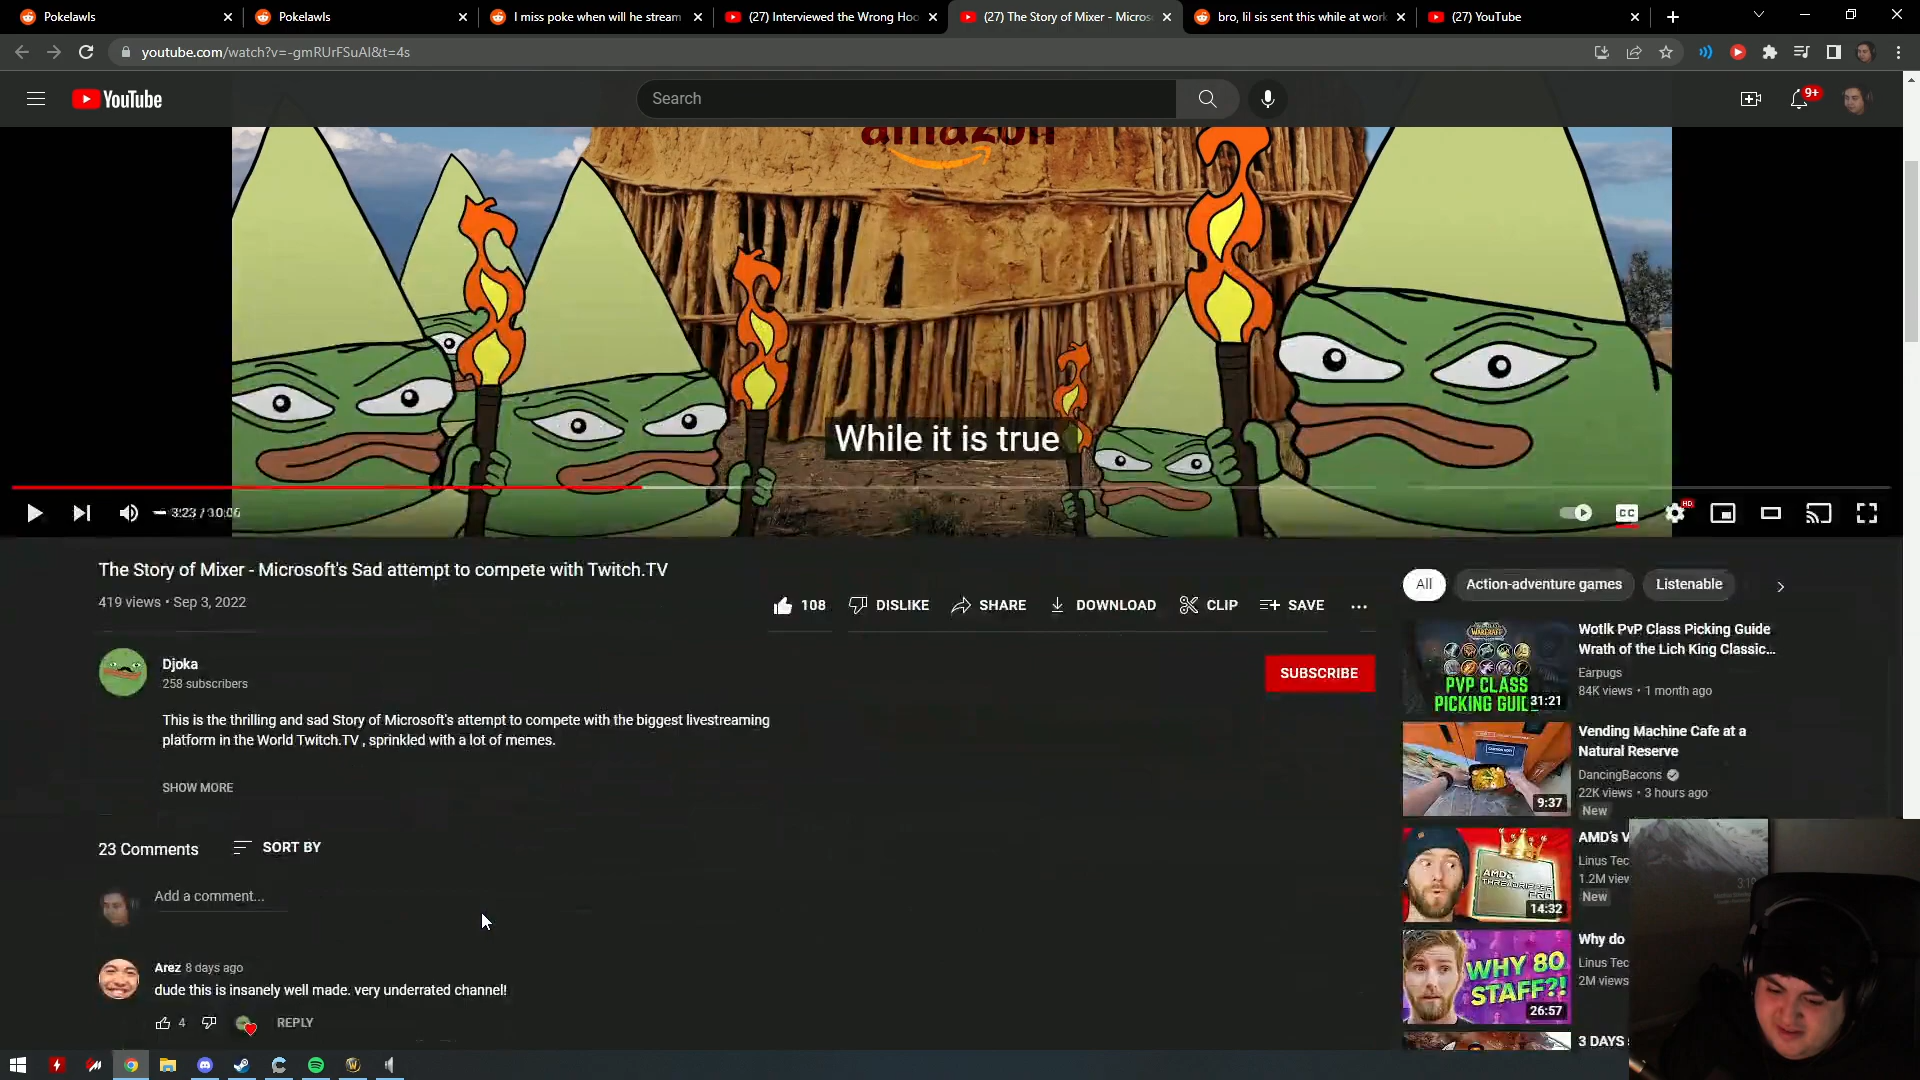 Pokelawls
Pokelawls
I miss poke when will he stream
(27) Interviewed the Wrong Hoo
(27) The Story of Mixer - Micros
bro, lil sis sent this while at work
(27) YouTube
youtube.com/watch?v=-gmRUrFSuAI&t=4s
YouTube
Search
9+
amazon
While it is true
3:23 / 10:06
CC
HD
The Story of Mixer - Microsoft's Sad attempt to compete with Twitch.TV
419 views • Sep 3, 2022
108
DISLIKE
SHARE
DOWNLOAD
CLIP
SAVE
Djoka
258 subscribers
SUBSCRIBE
This is the thrilling and sad Story of Microsoft's attempt to compete with the biggest livestreaming
platform in the World Twitch.TV , sprinkled with a lot of memes.
SHOW MORE
23 Comments
SORT BY
Add a comment...
Arez 8 days ago
dude this is insanely well made. very underrated channel!
4
REPLY
All
Action-adventure games
Listenable
PVP CLASS
PICKING GUI
31:21
Wotlk PvP Class Picking Guide
Wrath of the Lich King Classic...
Earpugs
84K views • 1 month ago
9:37
Vending Machine Cafe at a
Natural Reserve
DancingBacons
22K views • 3 hours ago
New
AMD
THREADRIPPER
PRO
14:32
AMD's V
Linus Tec
1.2M view
New
WHY 80
STAFF?!
26:57
Why do
Linus Tec
2M views
3 DAYS